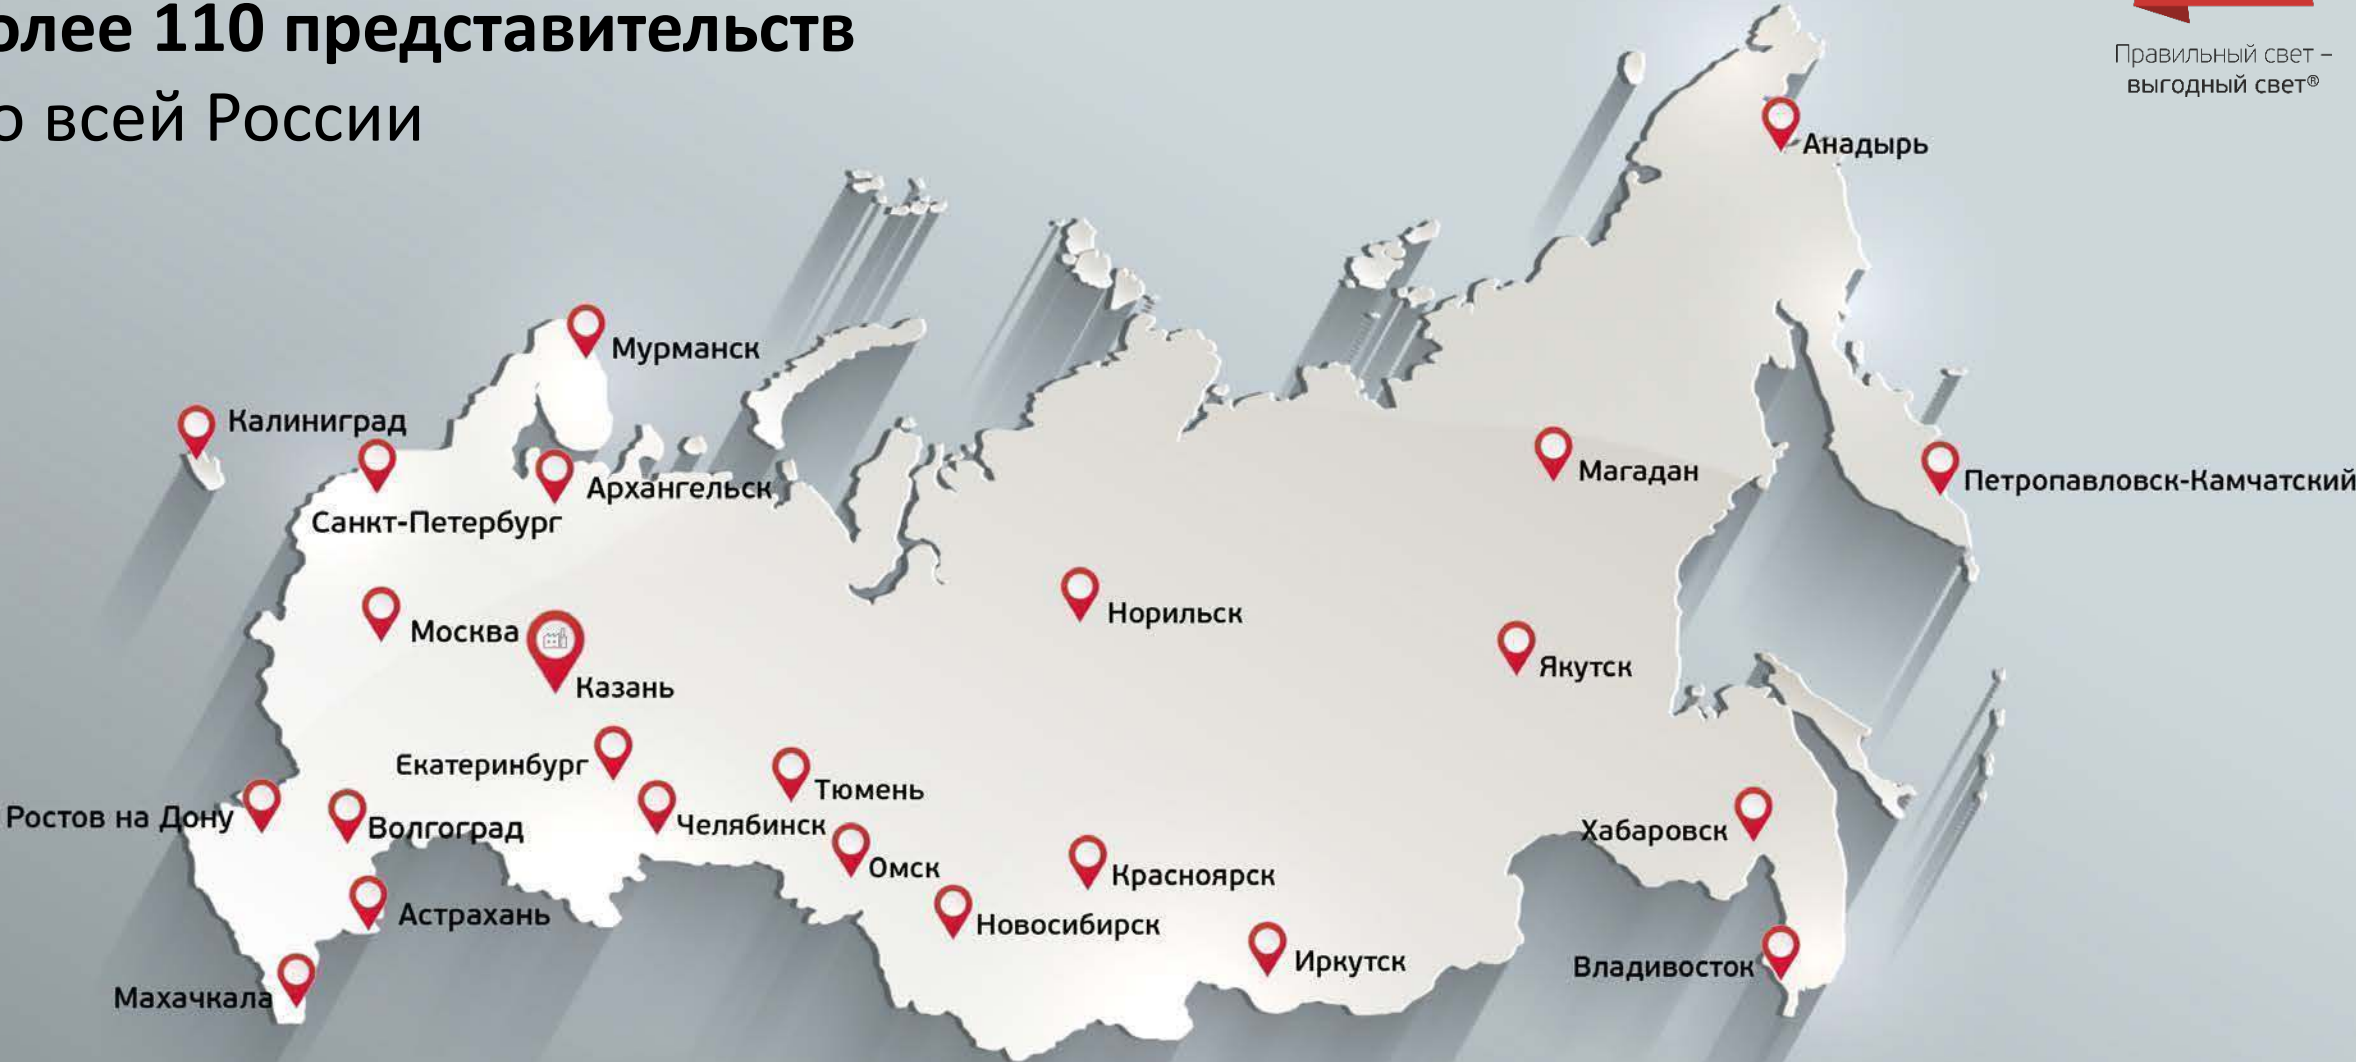 олее 110 представительств
о всей России
Правильный свет –
выгодный свет®
Анадырь
Мурманск
Калининград
Архангельск
Санкт-Петербург
Магадан
Петропавловск-Камчатский
Норильск
Москва
Якутск
Казань
Екатеринбург
Тюмень
Ростов на Дону
Волгоград
Челябинск
Хабаровск
Омск
Красноярск
Астрахань
Новосибирск
Иркутск
Владивосток
Махачкала